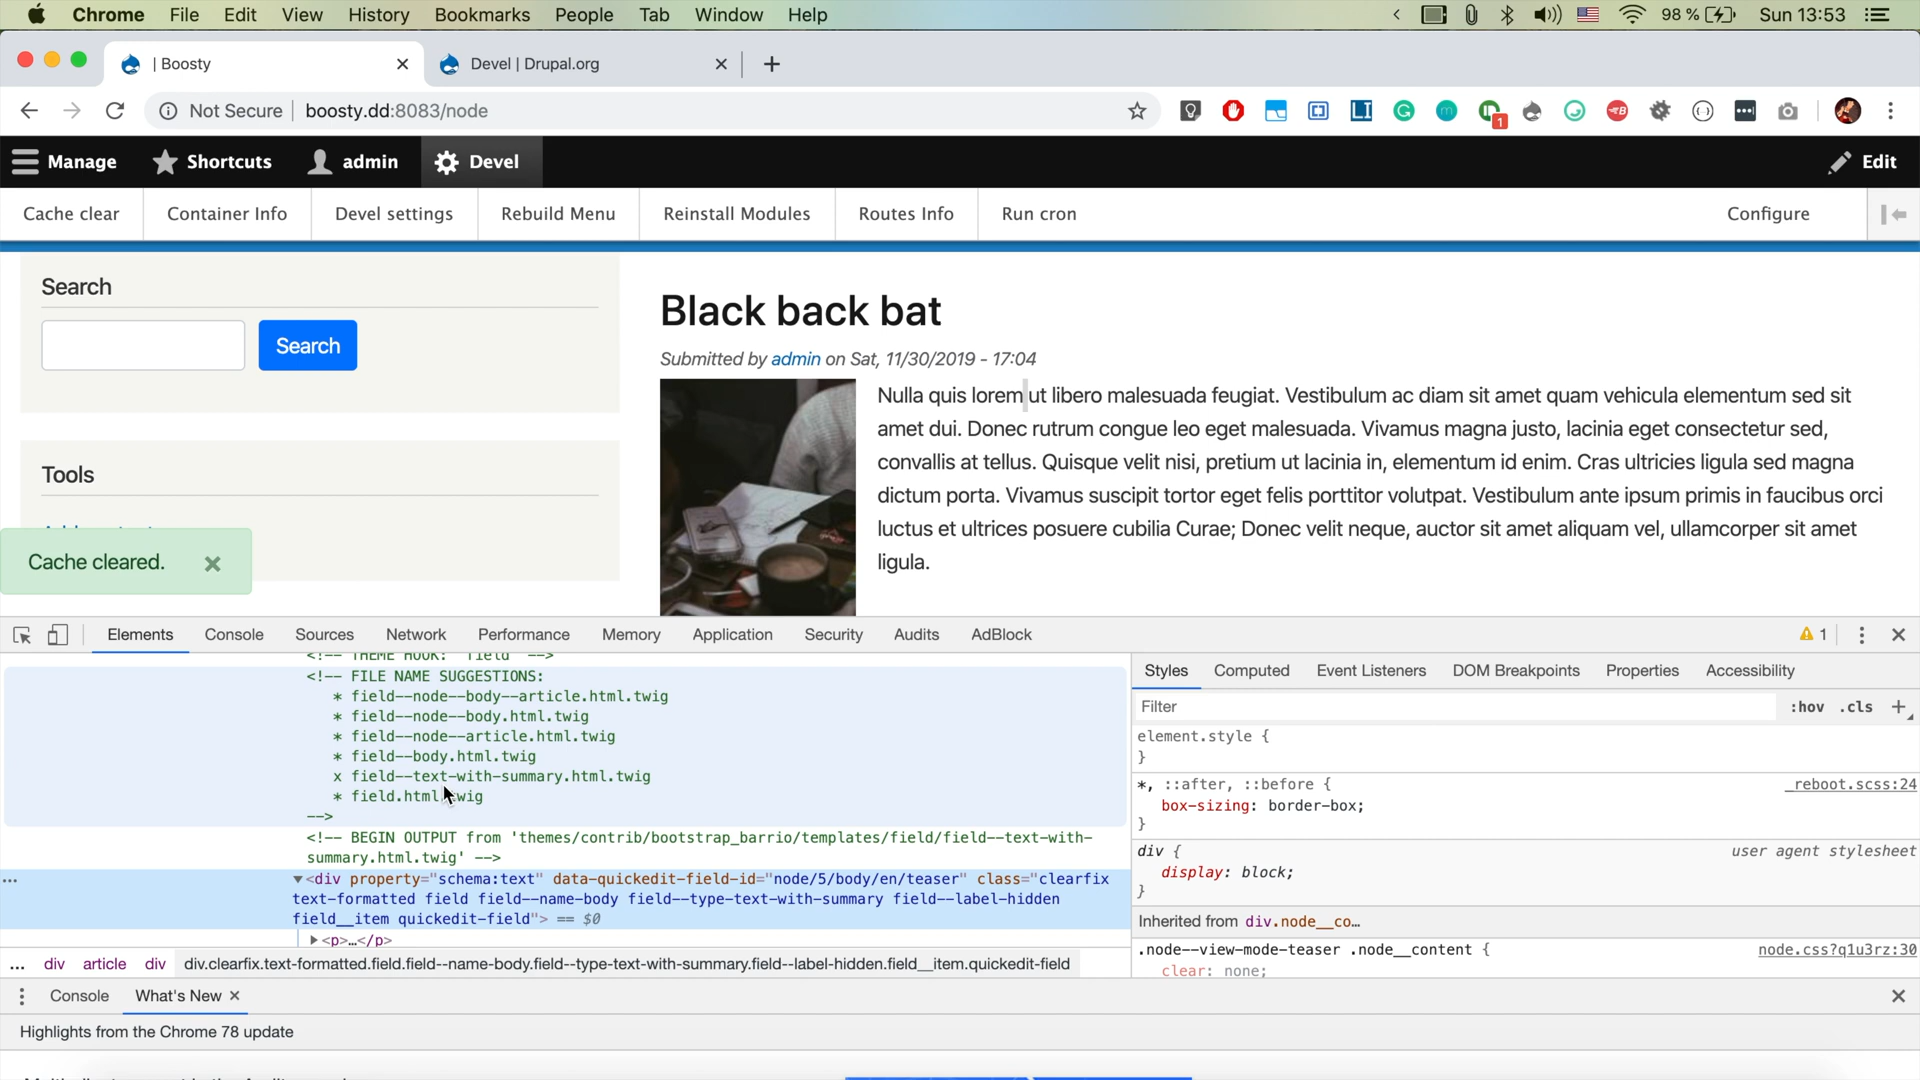 Chrome File Edit View History Bookmarks People Tab Window Help 98 % Sun 13:53
| Boosty Devel | Drupal.org
Not Secure boosty.dd:8083/node 1
Manage Shortcuts admin Devel Edit
Cache clear Container Info Devel settings Rebuild Menu Reinstall Modules Routes Info Run cron Configure
Search
Search
Tools
Cache cleared.
Black back bat
Submitted by admin on Sat, 11/30/2019 - 17:04
Nulla quis lorem ut libero malesuada feugiat. Vestibulum ac diam sit amet quam vehicula elementum sed sit
amet dui. Donec rutrum congue leo eget malesuada. Vivamus magna justo, lacinia eget consectetur sed,
convallis at tellus. Quisque velit nisi, pretium ut lacinia in, elementum id enim. Cras ultricies ligula sed magna
dictum porta. Vivamus suscipit tortor eget felis porttitor volutpat. Vestibulum ante ipsum primis in faucibus orci
luctus et ultrices posuere cubilia Curae; Donec velit neque, auctor sit amet aliquam vel, ullamcorper sit amet
ligula.
Elements Console Sources Network Performance Memory Application Security Audits AdBlock 1
<!-- THEME HOOK: 'field' -->
<!-- FILE NAME SUGGESTIONS:
* field--node--body--article.html.twig
* field--node--body.html.twig
* field--node--article.html.twig
* field--body.html.twig
x field--text-with-summary.html.twig
* field.html.twig
-->
<!-- BEGIN OUTPUT from 'themes/contrib/bootstrap_barrio/templates/field/field--text-with-
summary.html.twig' -->
… ▼<div property="schema:text" data-quickedit-field-id="node/5/body/en/teaser" class="clearfix
text-formatted field field--name-body field--type-text-with-summary field--label-hidden
field__item quickedit-field"> == $0
▶<p>…</p>
… div article div div.clearfix.text-formatted.field.field--name-body.field--type-text-with-summary.field--label-hidden.field__item.quickedit-field
Styles Computed Event Listeners DOM Breakpoints Properties Accessibility
Filter :hov .cls +
element.style {
}
*, ::after, ::before { _reboot.scss:24
box-sizing: border-box;
}
div { user agent stylesheet
display: block;
}
Inherited from div.node__co…
.node--view-mode-teaser .node__content { node.css?q1u3rz:30
clear: none;
Console What's New
Highlights from the Chrome 78 update